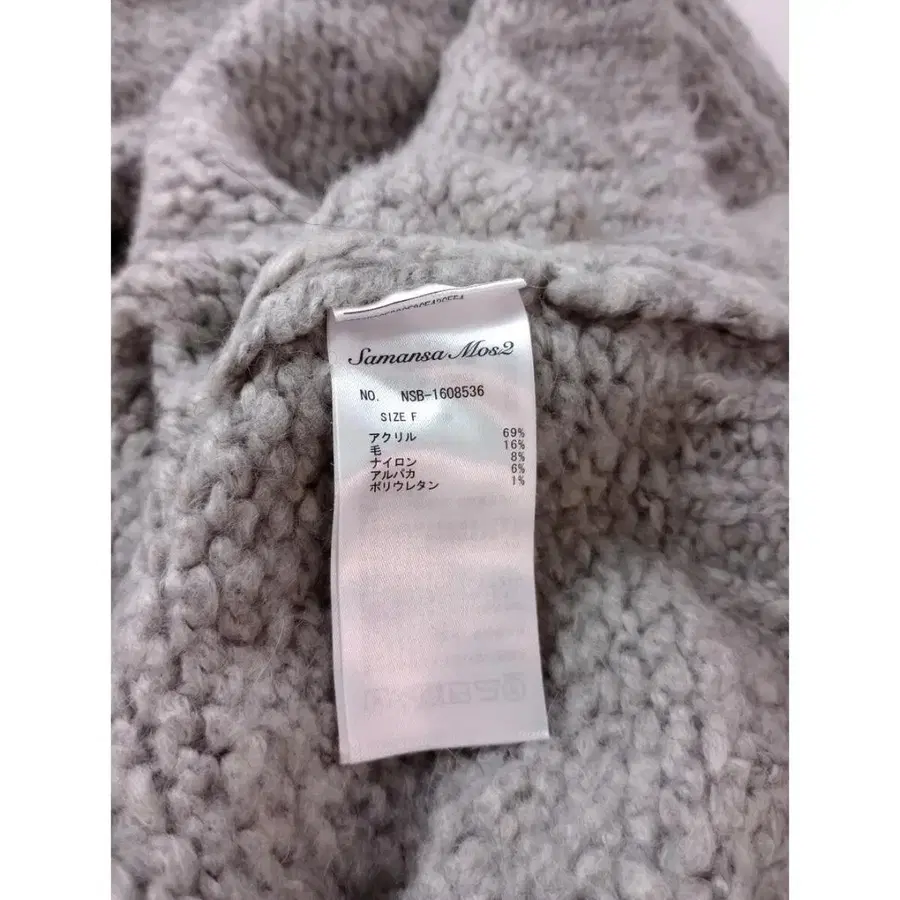 Samansa Mos2
NO. NSB-1608536
SIZE F
アクリル 69%
毛 16%
ナイロン 8%
アルパカ 6%
ポリウレタン 1%